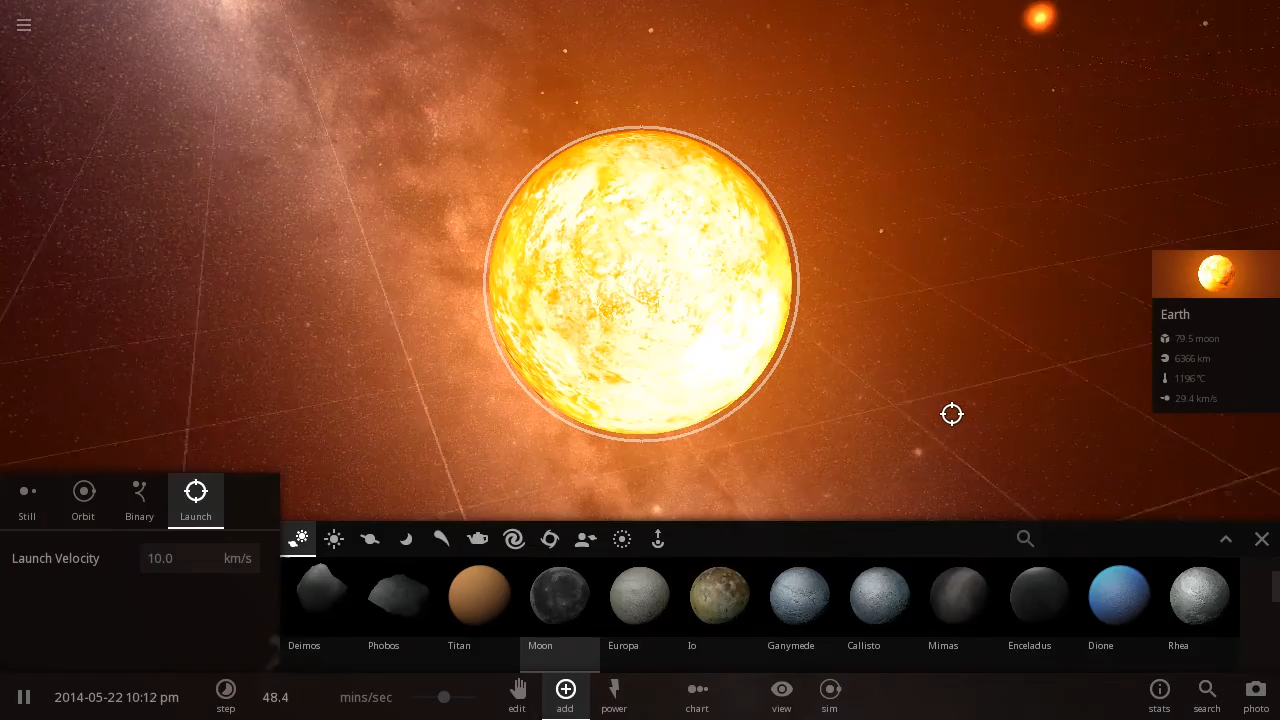 Earth
79.5 moon
6366 km
1196 °C
29.4 km/s
Still
Orbit
Binary
Launch
Launch Velocity
10.0
km/s
Deimos
Phobos
Titan
Moon
Europa
Io
Ganymede
Callisto
Mimas
Enceladus
Dione
Rhea
2014-05-22 10:12 pm
step
48.4
mins/sec
edit
add
power
chart
view
sim
stats
search
photo